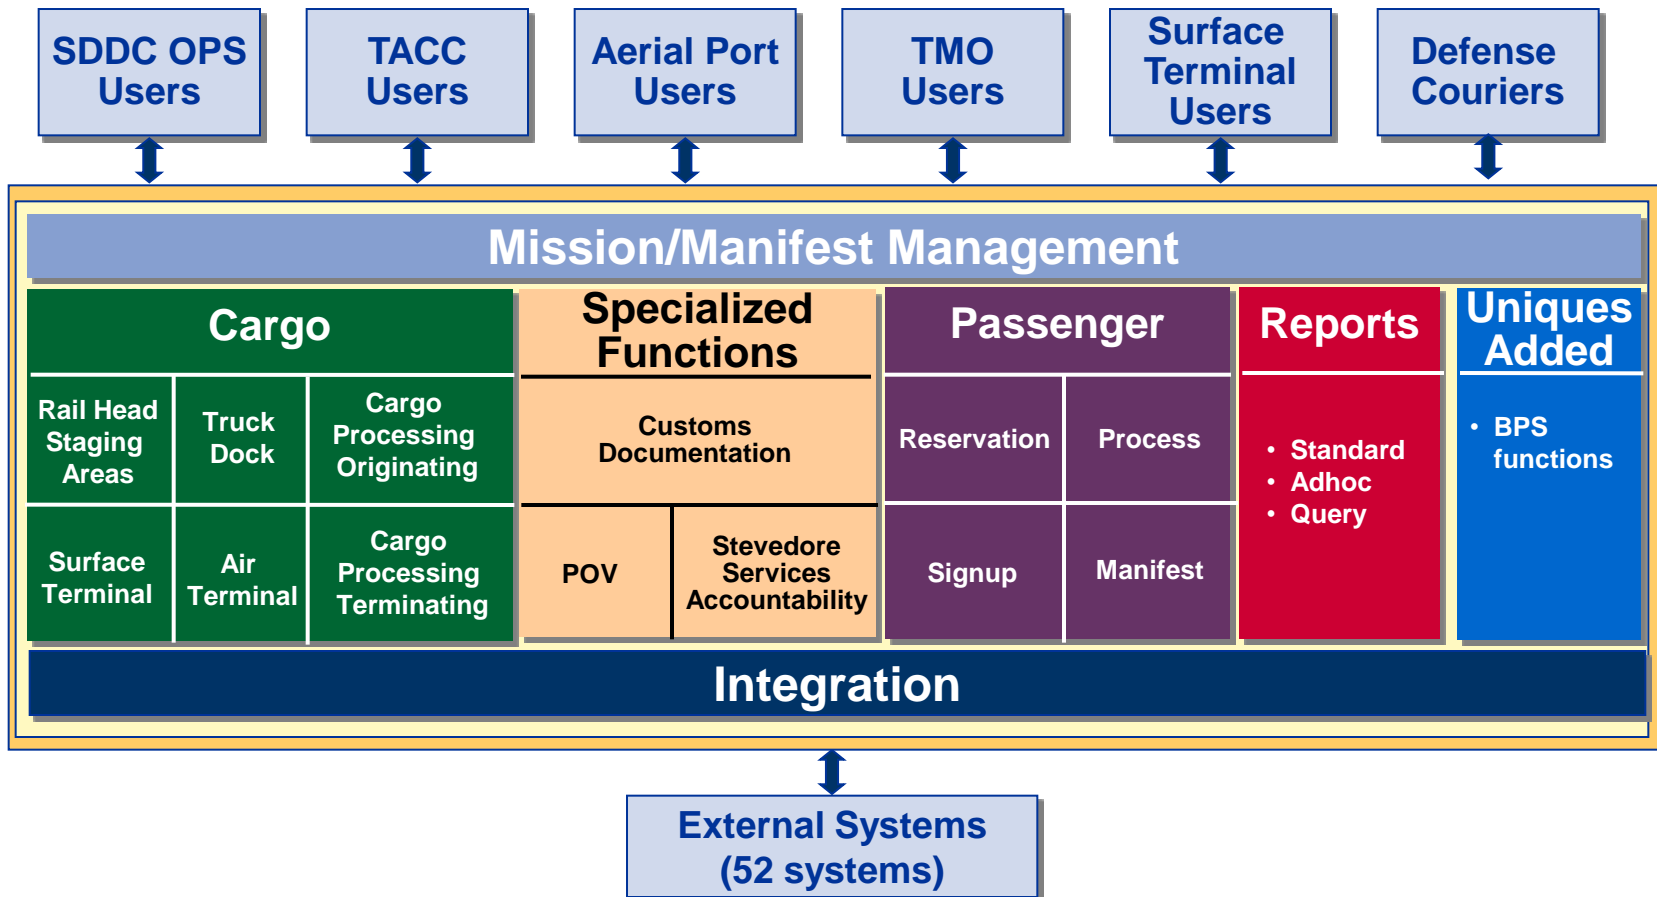 SDDC OPS
Users
TACC
Users
Aerial Port
Users
TMO
Users
Surface
Terminal
Users
Defense
Couriers
Mission/Manifest Management
Cargo
Rail Head
Staging
Areas
Truck
Dock
Cargo
Processing
Originating
Surface
Terminal
Air
Terminal
Cargo
Processing
Terminating
Specialized
Functions
Customs
Documentation
POV
Stevedore
Services
Accountability
Passenger
Reservation
Process
Signup
Manifest
Reports
• Standard
• Adhoc
• Query
Uniques
Added
• BPS
functions
Integration
External Systems
(52 systems)